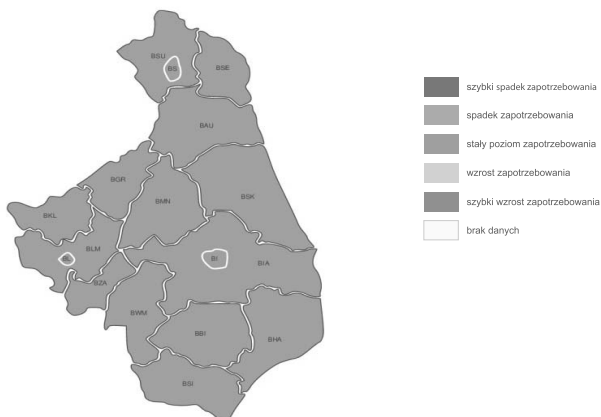 BSU
BS
BSE
BAU
BGR
BMN
BSK
BKL
BLM
BL
BI
BIA
BZA
BWM
BBI
BHA
BSI
szybki spadek zapotrzebowania
spadek zapotrzebowania
stały poziom zapotrzebowania
wzrost zapotrzebowania
szybki wzrost zapotrzebowania
brak danych